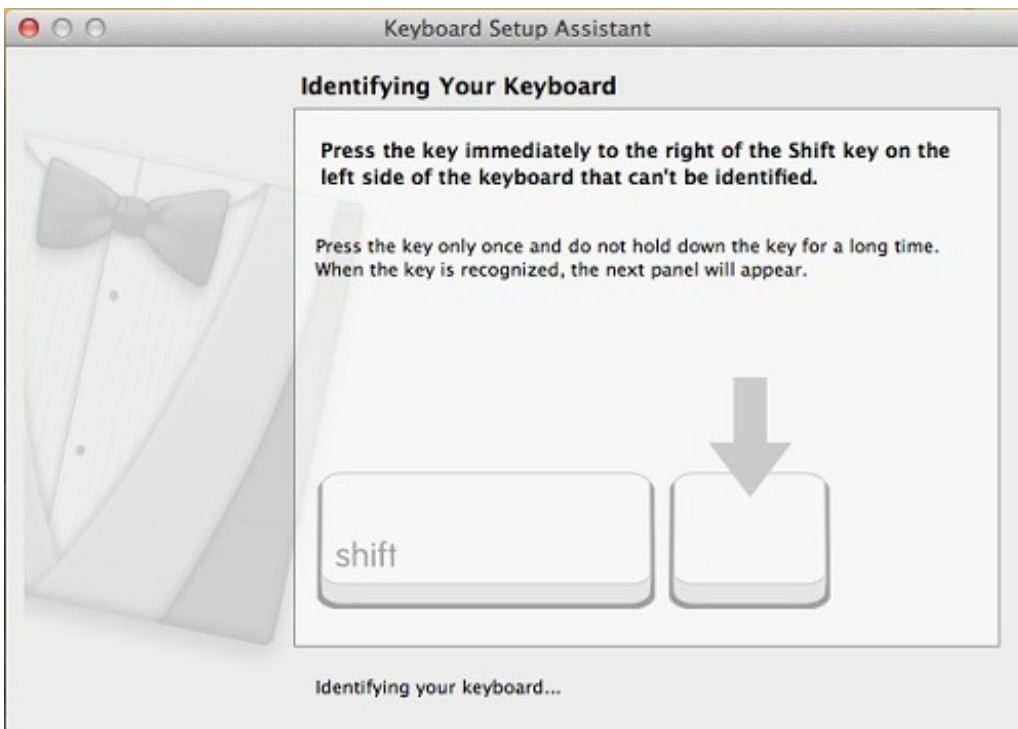 Keyboard Setup Assistant
Identifying Your Keyboard
Press the key immediately to the right of the Shift key on the
left side of the keyboard that can't be identified.
Press the key only once and do not hold down the key for a long time.
When the key is recognized, the next panel will appear.
shift
Identifying your keyboard...